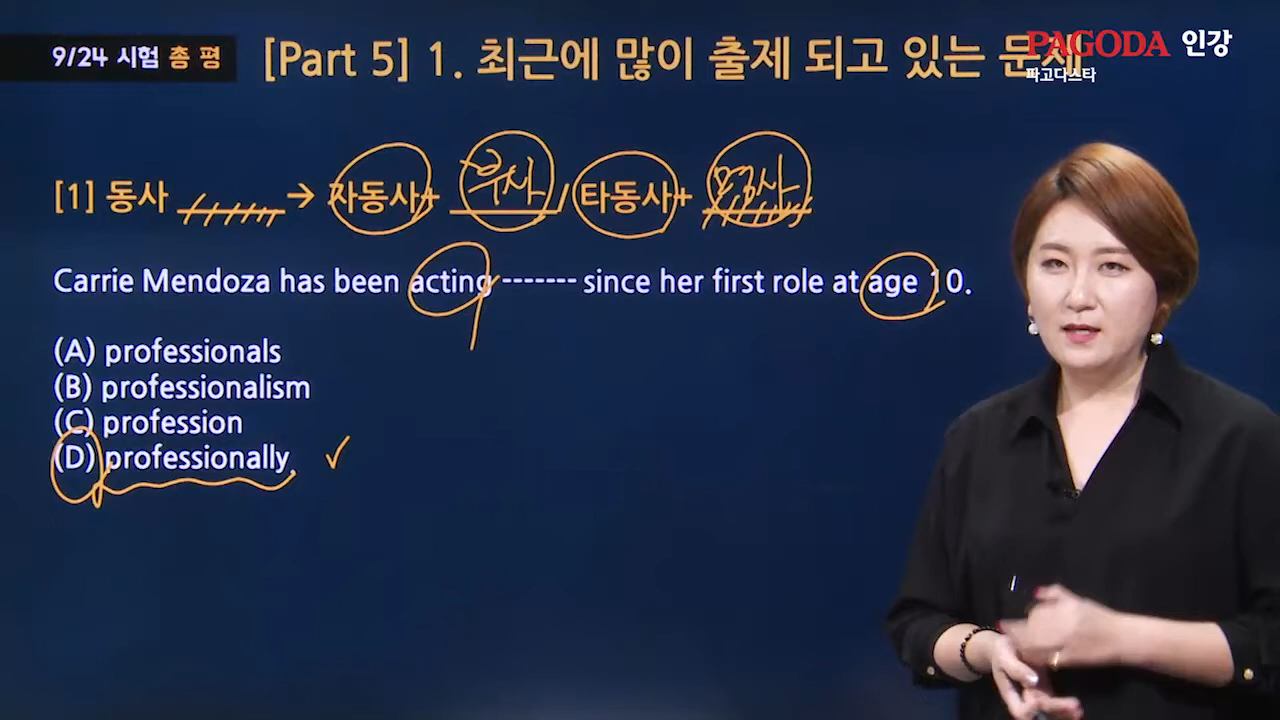 9/24 시험 총 평
[Part 5] 1. 최근에 많이 출제 되고 있는 문제
PAGODA 인강
파고다스타
[1] 동사 → 자동사+ 부사 / 타동사+ 목적어
Carrie Mendoza has been acting ------- since her first role at age 10.
(A) professionals
(B) professionalism
(C) profession
(D) professionally